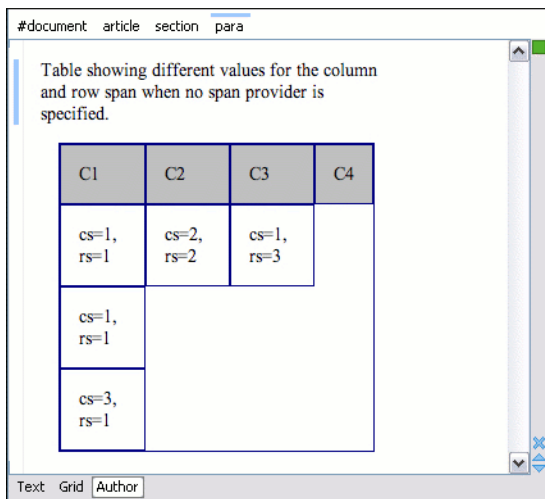 #document article section para
Table showing different values for the column
and row span when no span provider is
specified.
C1 C2 C3 C4
cs=1, cs=2, cs=1,
rs=1 rs=2 rs=3
cs=1,
rs=1
cs=3,
rs=1
Text Grid Author